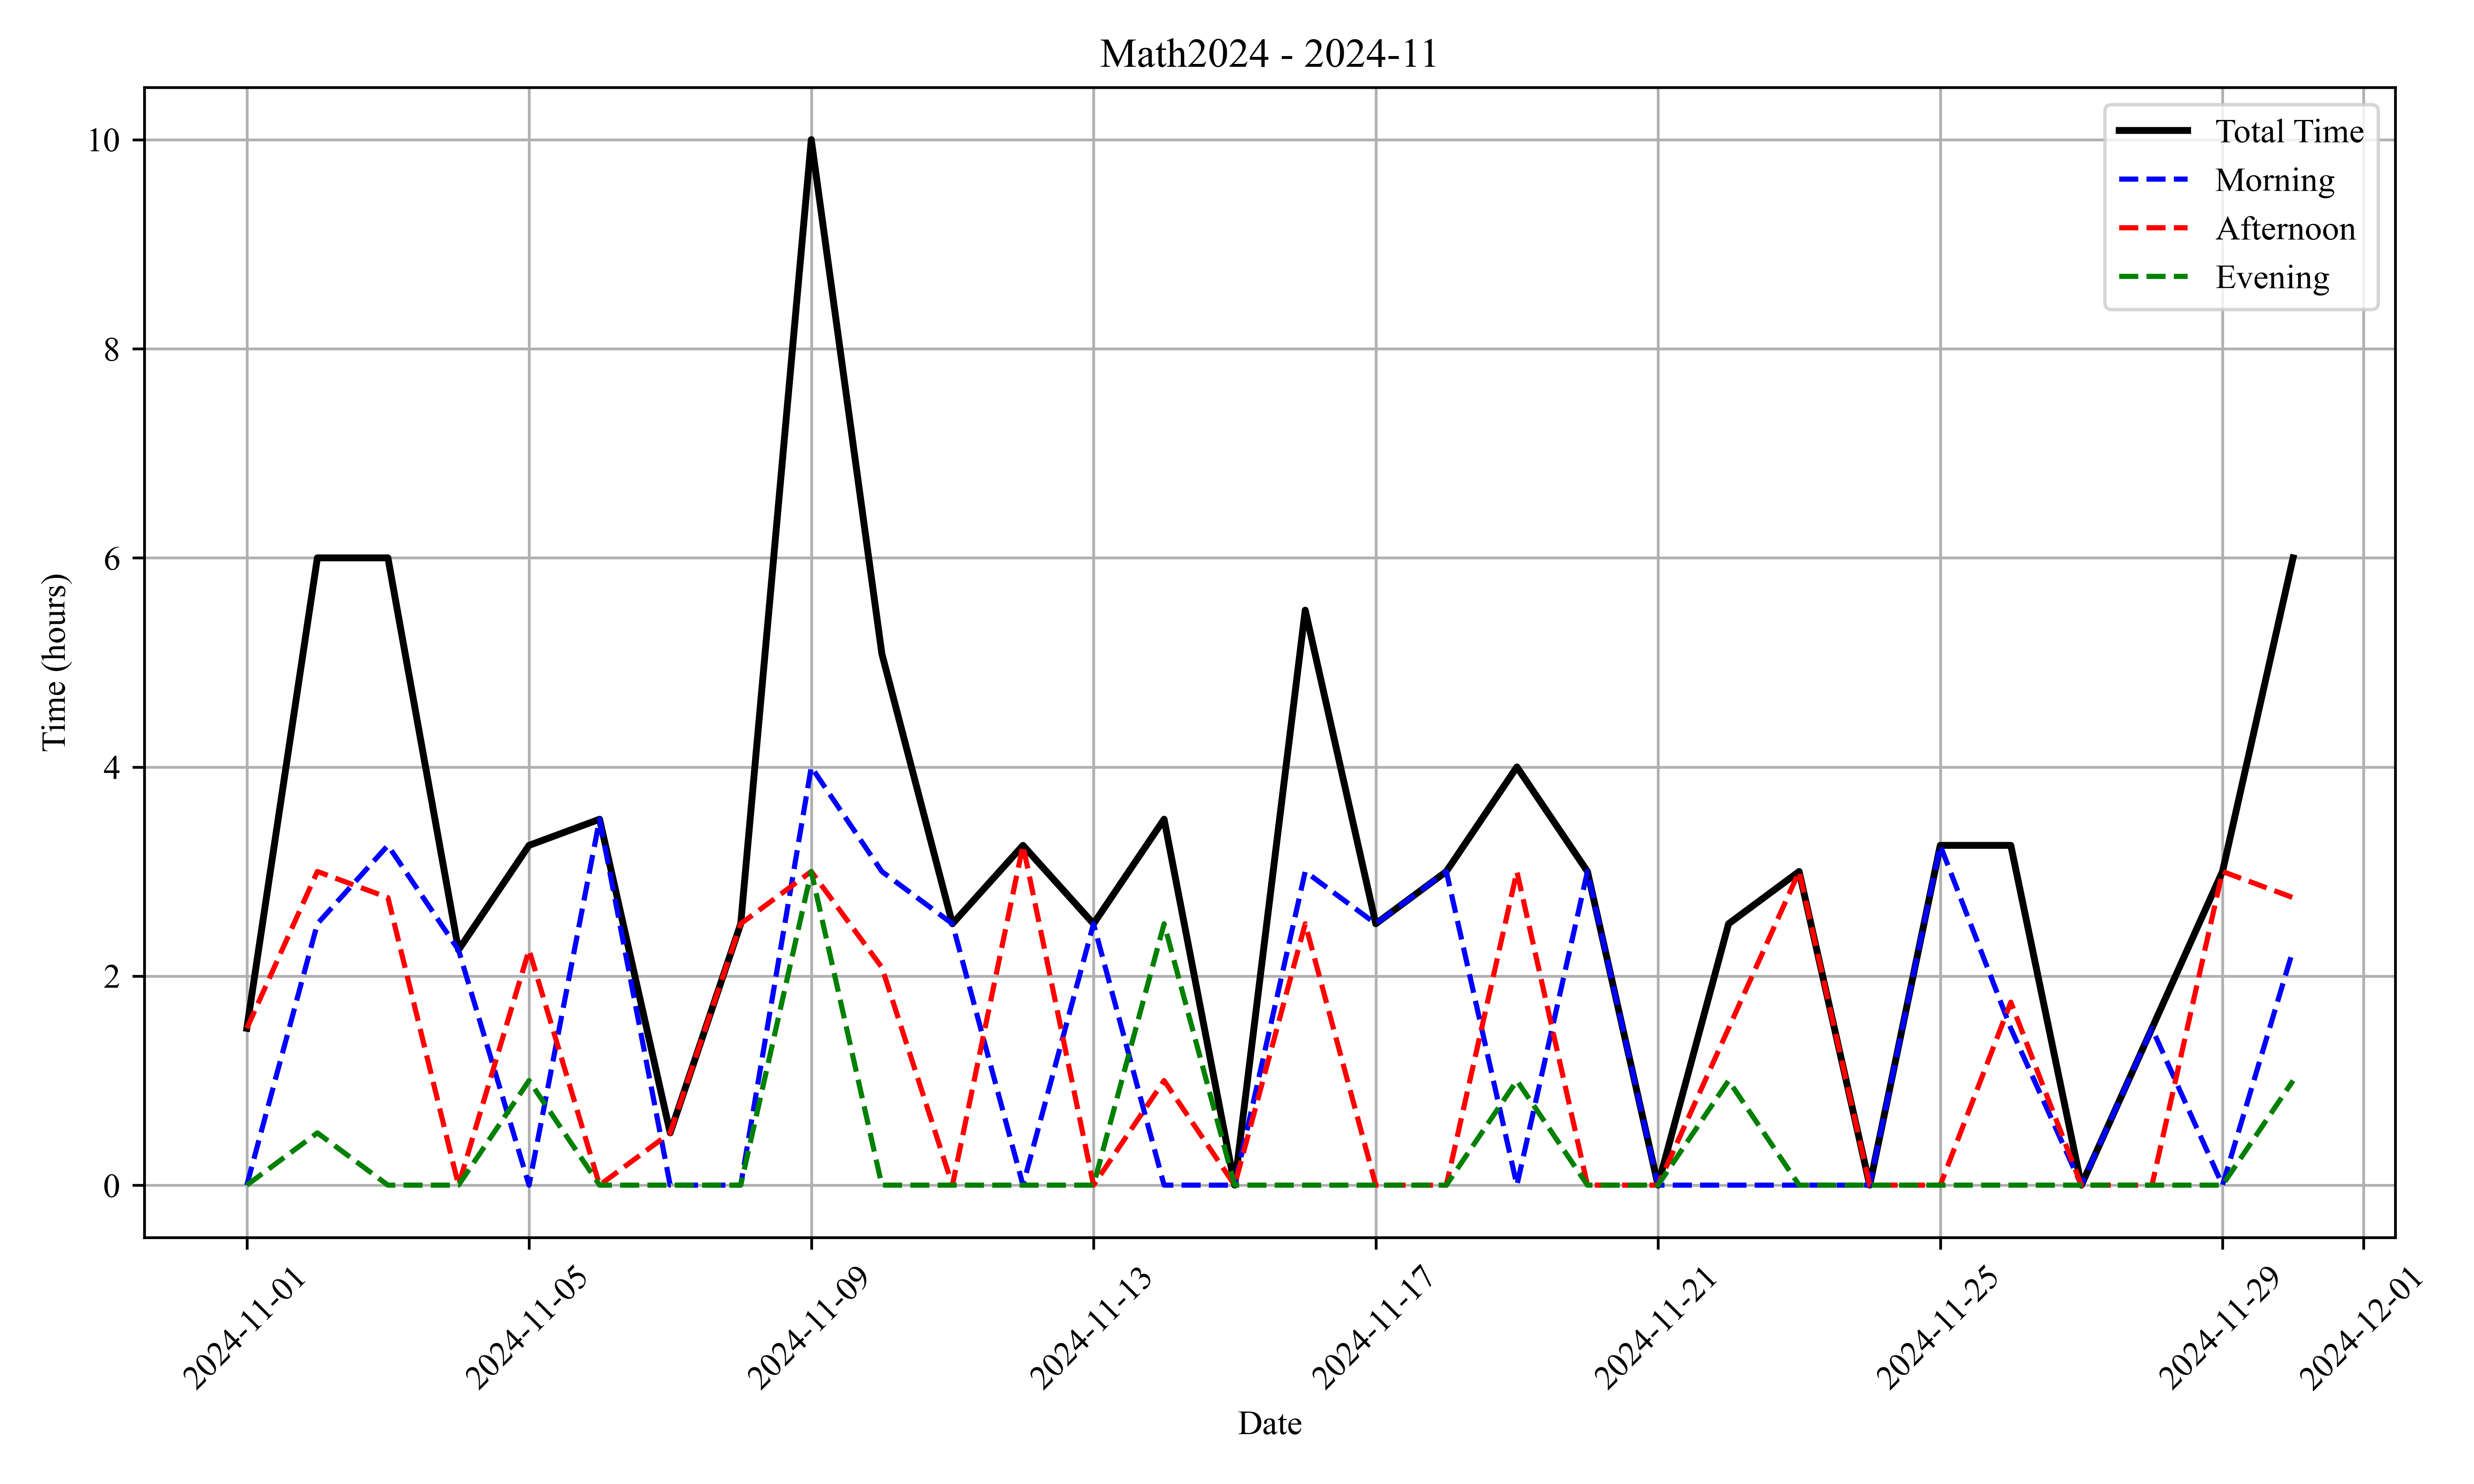 Math2024 - 2024-11
Total Time
Morning
Afternoon
Evening
10
8
6
4
2
0
Time (hours)
2024-11-01
2024-11-05
2024-11-09
2024-11-13
2024-11-17
2024-11-21
2024-11-25
2024-11-29
2024-12-01
Date